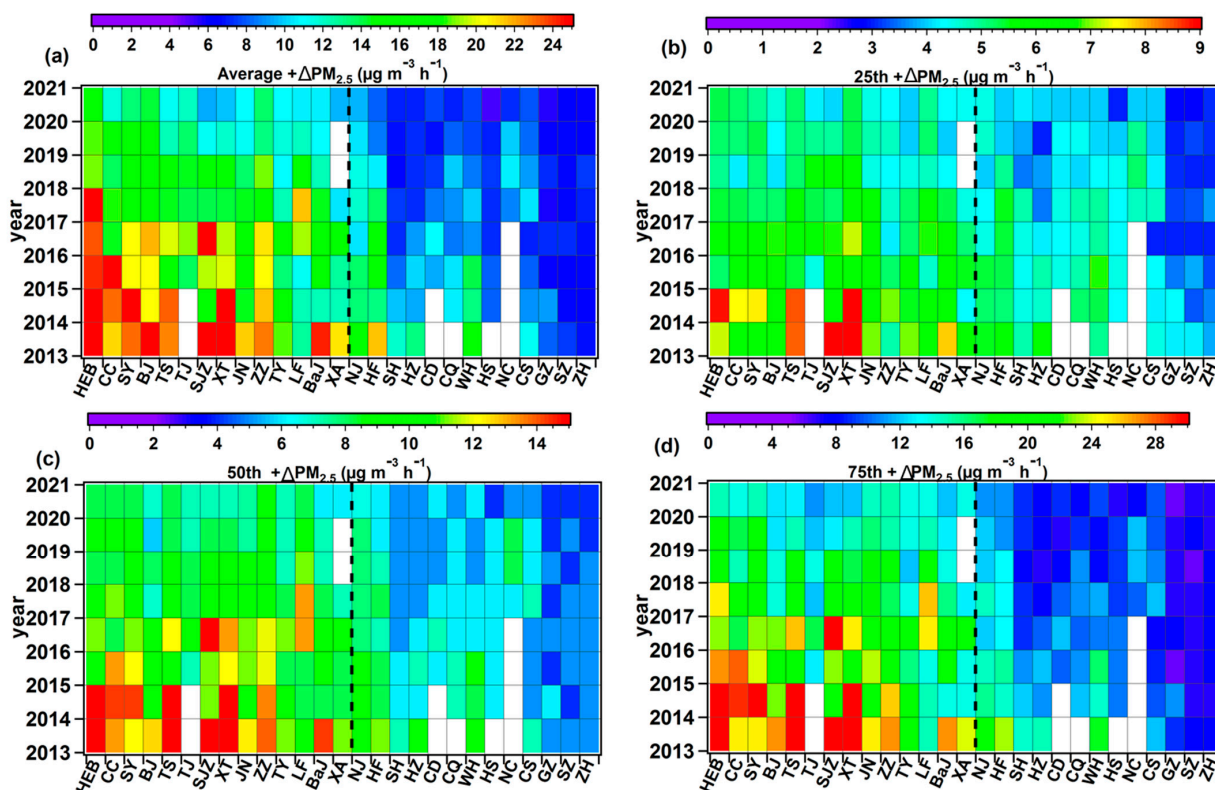 0 2 4 6 8 10 12 14 16 18 20 22 24
(a)
Average +ΔPM2.5 (μg m⁻³ h⁻¹)
2021
2020
2019
2018
2017
2016
2015
2014
2013
year
HEB CC SY BJ TS TJ SJZ XT JN ZZ TY LF BaJ XA NJ HF SH HZ CD CQ WH HS NC CS GZ SZ ZH
0 1 2 3 4 5 6 7 8 9
(b)
25th +ΔPM2.5 (μg m⁻³ h⁻¹)
2021
2020
2019
2018
2017
2016
2015
2014
2013
year
HEB CC SY BJ TS TJ SJZ XT JN ZZ TY LF BaJ XA NJ HF SH HZ CD CQ WH HS NC CS GZ SZ ZH
0 2 4 6 8 10 12 14
(c)
50th +ΔPM2.5 (μg m⁻³ h⁻¹)
2021
2020
2019
2018
2017
2016
2015
2014
2013
year
HEB CC SY BJ TS TJ SJZ XT JN ZZ TY LF BaJ XA NJ HF SH HZ CD CQ WH HS NC CS GZ SZ ZH
0 4 8 12 16 20 24 28
(d)
75th +ΔPM2.5 (μg m⁻³ h⁻¹)
2021
2020
2019
2018
2017
2016
2015
2014
2013
year
HEB CC SY BJ TS TJ SJZ XT JN ZZ TY LF BaJ XA NJ HF SH HZ CD CQ WH HS NC CS GZ SZ ZH